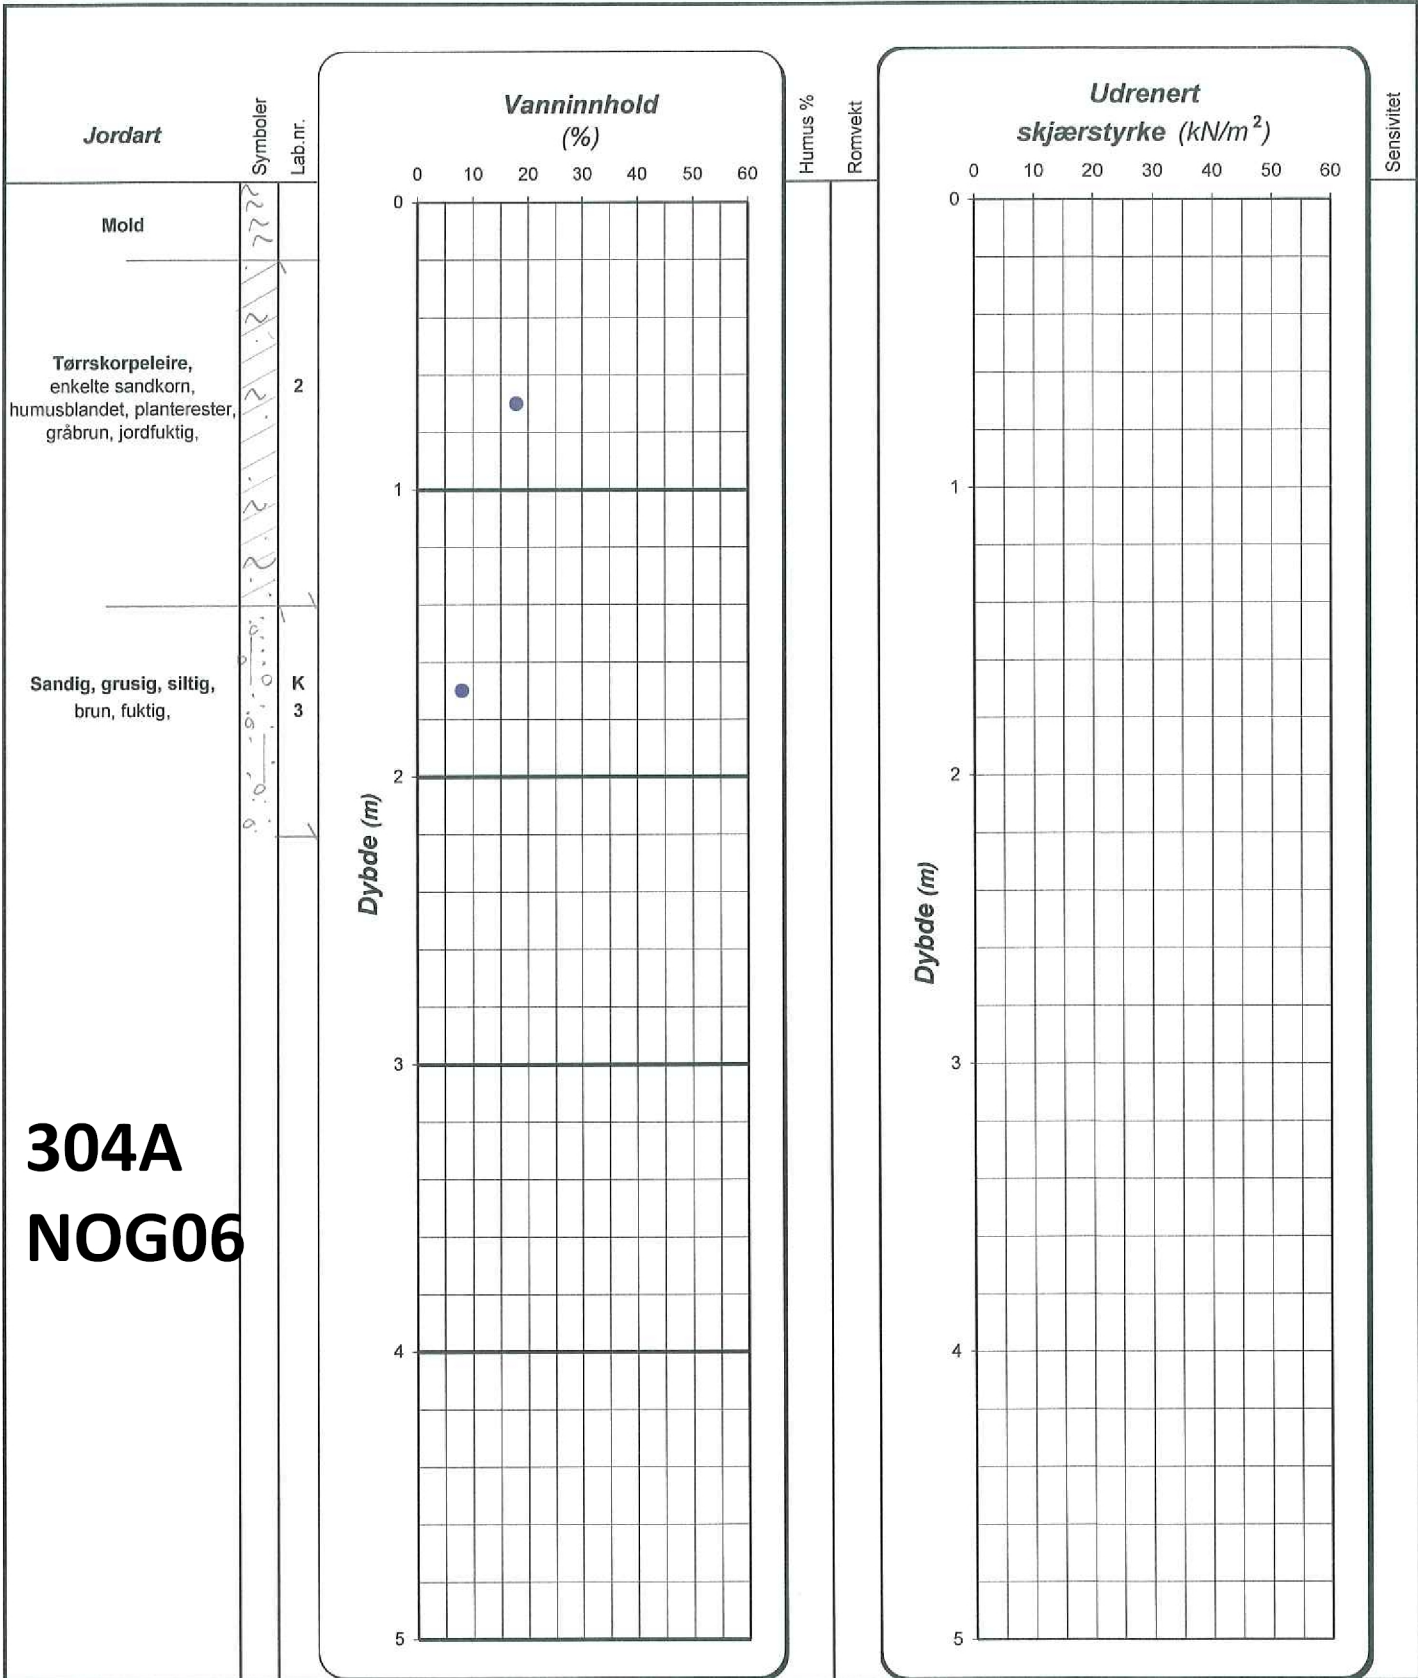 Jordart
Symboler
Lab.nr.
Vanninnhold
(%)
0 10 20 30 40 50 60
Humus %
Romvekt
Udrenert
skjærstyrke (kN/m²)
0 10 20 30 40 50 60
Sensivitet
Mold
Tørrskorpeleire,
enkelte sandkorn,
humusblandet, planterester,
gråbrun, jordfuktig,
2
Sandig, grusig, siltig,
brun, fuktig,
K
3
304A
NOG06
Dybde (m)
0
1
2
3
4
5
Dybde (m)
0
1
2
3
4
5